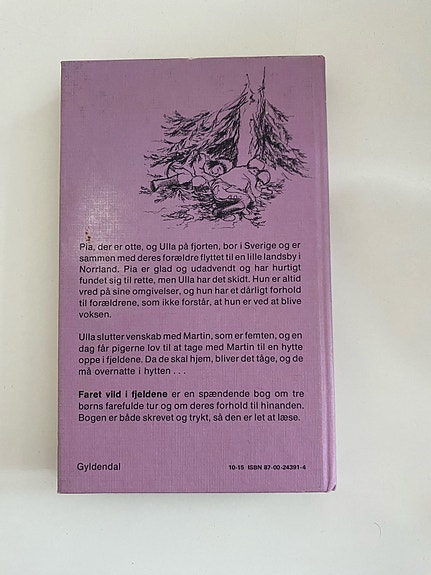 Pia, der er otte, og Ulla på fjorten, bor i Sverige og er
sammen med deres forældre flyttet til en lille landsby i
Norrland. Pia er glad og udadvendt og har hurtigt
fundet sig til rette, men Ulla har det skidt. Hun er altid
vred på sine omgivelser, og hun har et dårligt forhold
til forældrene, som ikke forstår, at hun er ved at blive
voksen.
Ulla slutter venskab med Martin, som er femten, og en
dag får pigerne lov til at tage med Martin til en hytte
oppe i fjeldene. Da de skal hjem, bliver det tåge, og de
må overnatte i hytten . . .
Faret vild i fjeldene er en spændende bog om tre
børns farefulde tur og om deres forhold til hinanden.
Bogen er både skrevet og trykt, så den er let at læse.
Gyldendal
10-15 ISBN 87-00-24391-4